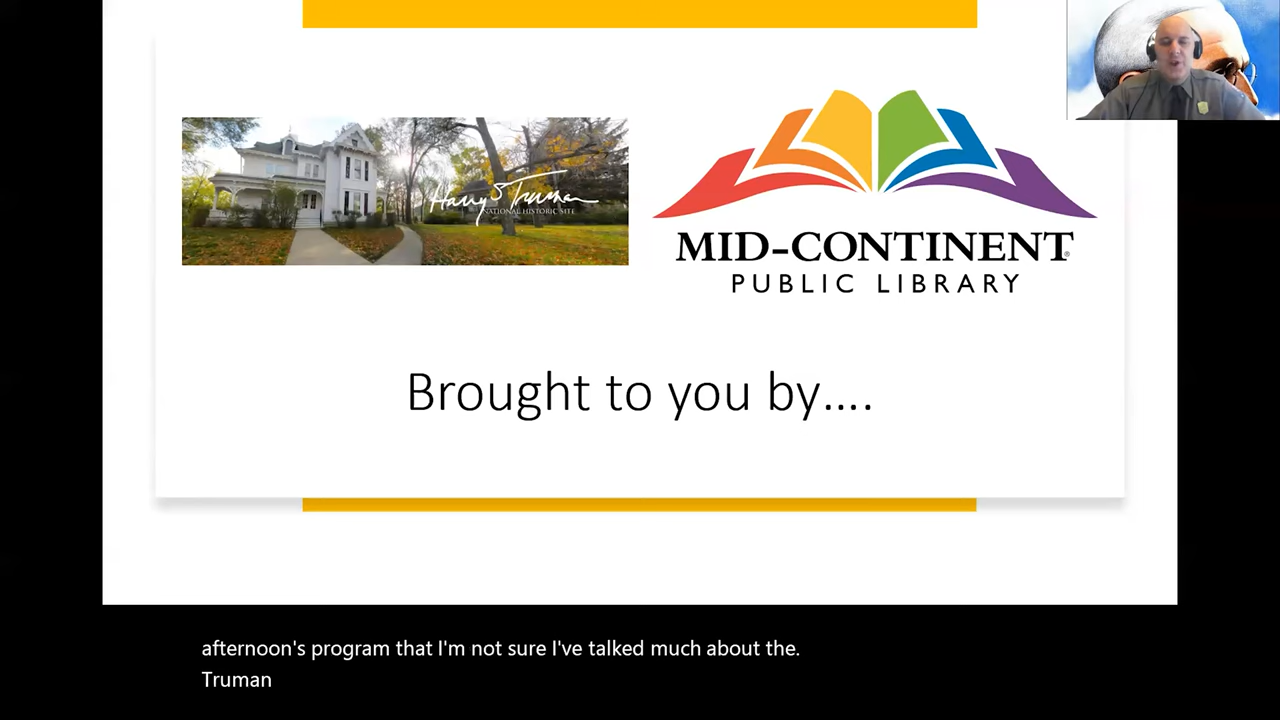 Harry S Truman
NATIONAL HISTORIC SITE
MID-CONTINENT®
PUBLIC LIBRARY
Brought to you by....
afternoon's program that I'm not sure I've talked much about the.
Truman